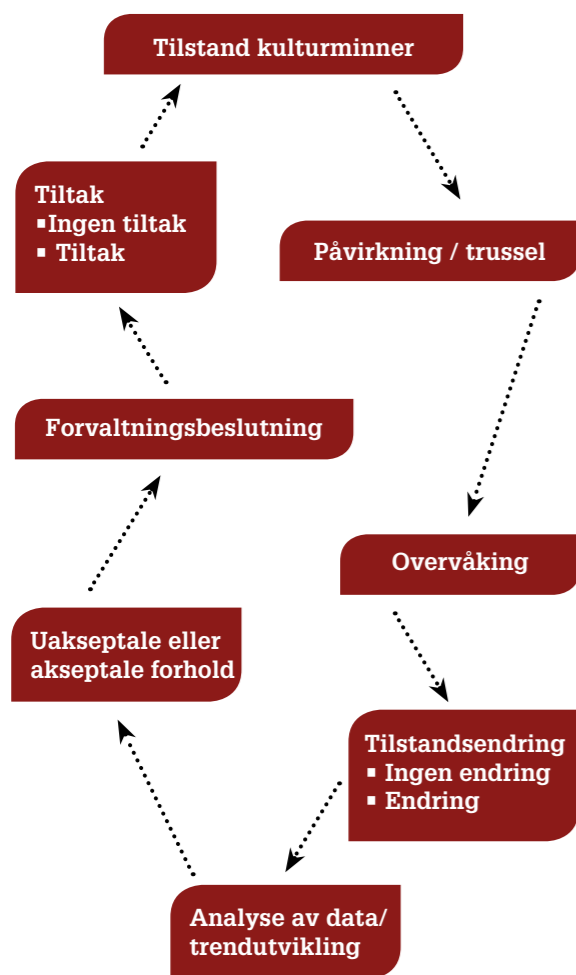 Tilstand kulturminner
Påvirkning / trussel
Overvåking
Tilstandsendring
▪ Ingen endring
▪ Endring
Analyse av data/
trendutvikling
Uakseptale eller
akseptale forhold
Forvaltningsbeslutning
Tiltak
▪Ingen tiltak
▪ Tiltak